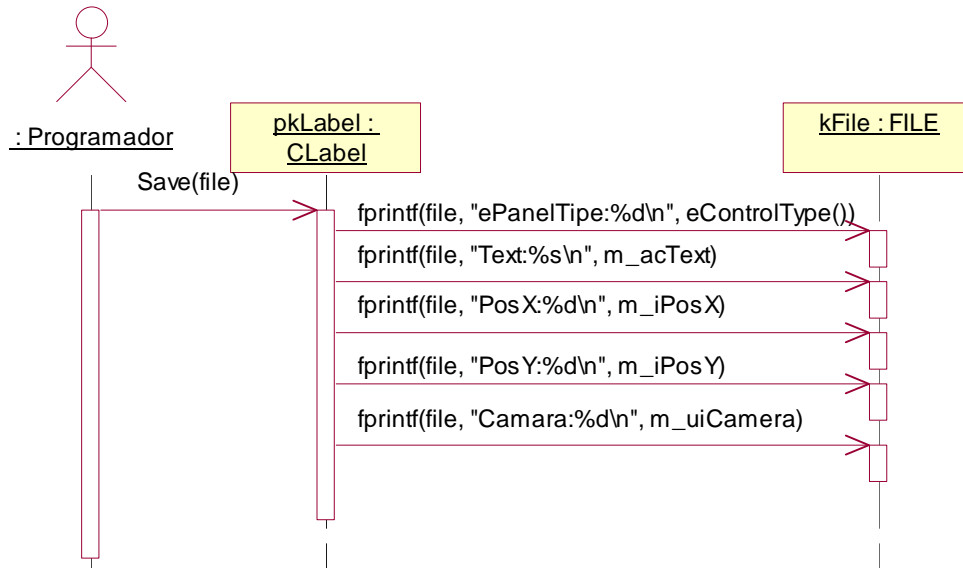 : Programador
pkLabel :
CLabel
kFile : FILE
Save(file)
fprintf(file, "ePanelTipe:%d\n", eControlType())
fprintf(file, "Text:%s\n", m_acText)
fprintf(file, "PosX:%d\n", m_iPosX)
fprintf(file, "PosY:%d\n", m_iPosY)
fprintf(file, "Camara:%d\n", m_uiCamera)